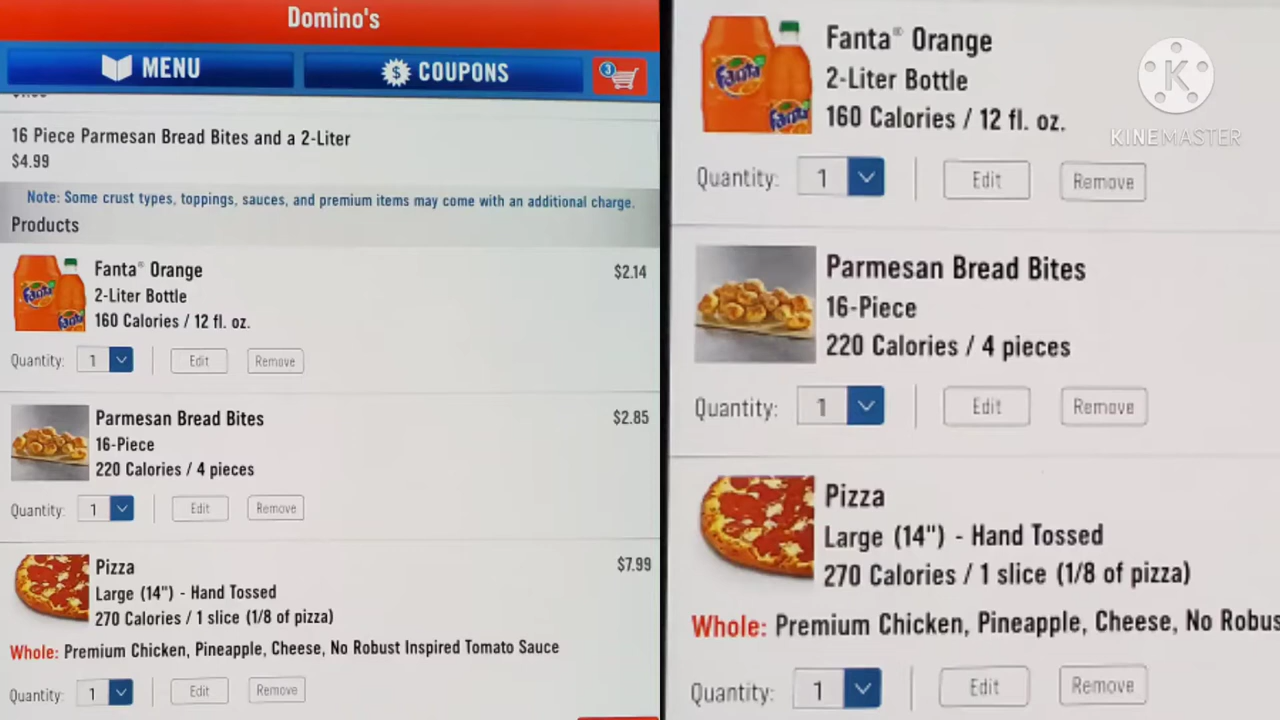 Domino's
MENU
COUPONS
3
16 Piece Parmesan Bread Bites and a 2-Liter
$4.99
Note: Some crust types, toppings, sauces, and premium items may come with an additional charge.
Products
Fanta® Orange
$2.14
2-Liter Bottle
160 Calories / 12 fl. oz.
Quantity: 1 Edit Remove
Parmesan Bread Bites
$2.85
16-Piece
220 Calories / 4 pieces
Quantity: 1 Edit Remove
Pizza
$7.99
Large (14") - Hand Tossed
270 Calories / 1 slice (1/8 of pizza)
Whole: Premium Chicken, Pineapple, Cheese, No Robust Inspired Tomato Sauce
Quantity: 1 Edit Remove
Fanta® Orange
2-Liter Bottle
160 Calories / 12 fl. oz.
Quantity: 1 Edit Remove
Parmesan Bread Bites
16-Piece
220 Calories / 4 pieces
Quantity: 1 Edit Remove
Pizza
Large (14") - Hand Tossed
270 Calories / 1 slice (1/8 of pizza)
Whole: Premium Chicken, Pineapple, Cheese, No Robus
Quantity: 1 Edit Remove
Fanta
Fanta
Fanta
Fanta
K
KINEMASTER